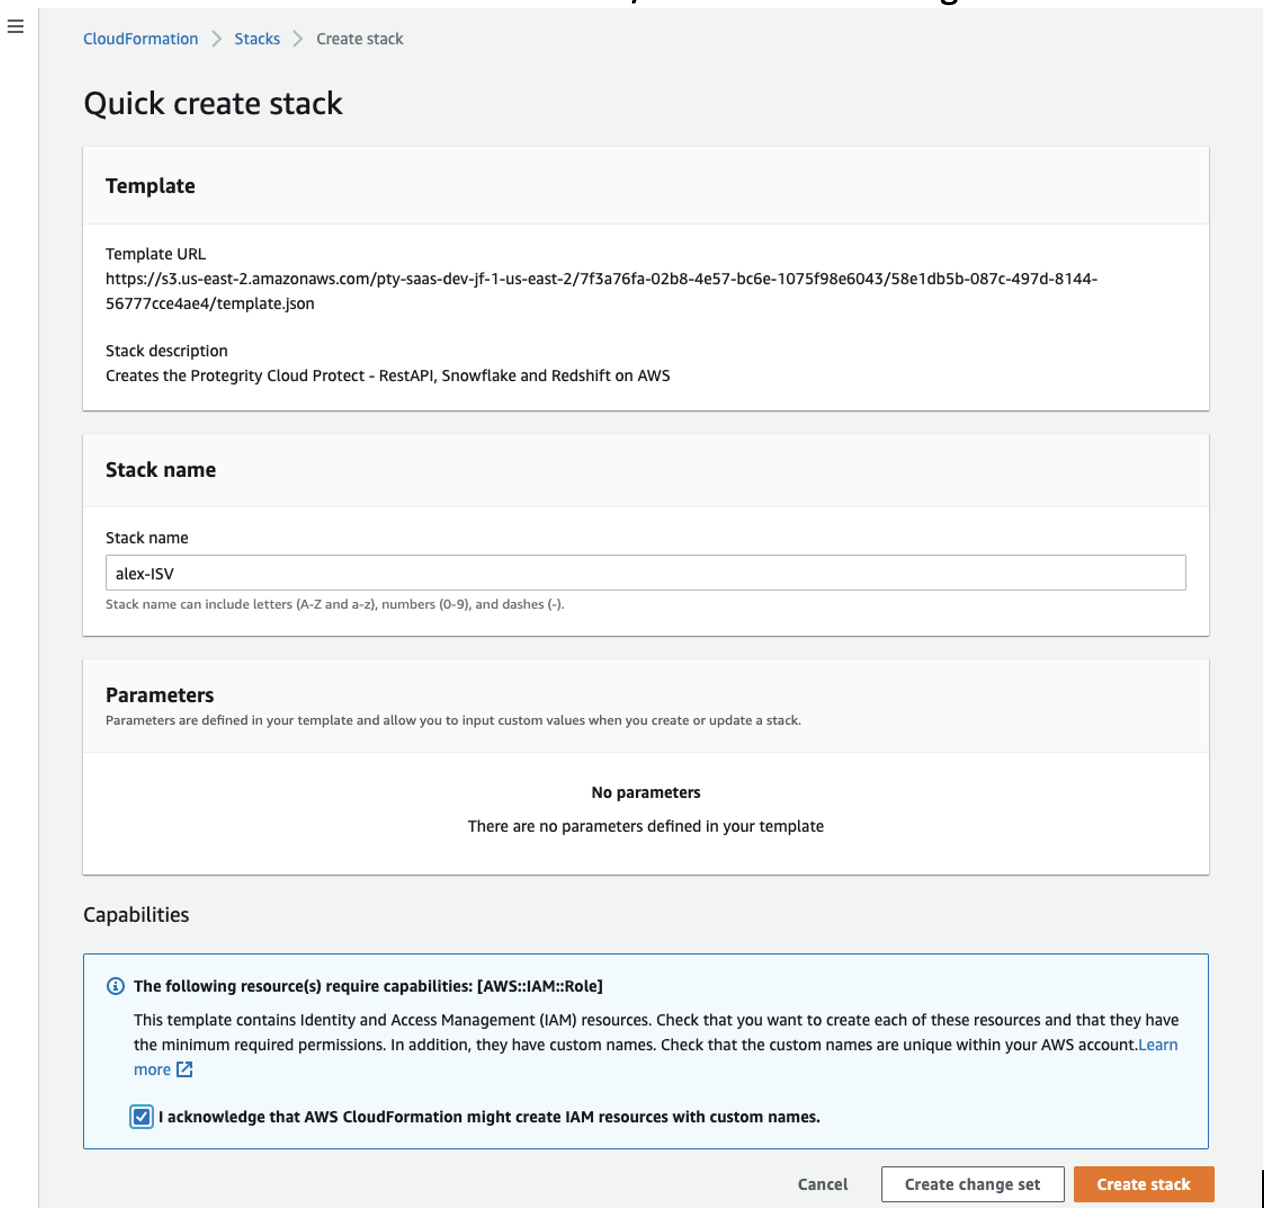 CloudFormation > Stacks > Create stack
Quick create stack
Template
Template URL
https://s3.us-east-2.amazonaws.com/pty-saas-dev-jf-1-us-east-2/7f3a76fa-02b8-4e57-bc6e-1075f98e6043/58e1db5b-087c-497d-8144-
56777cce4ae4/template.json
Stack description
Creates the Protegrity Cloud Protect - RestAPI, Snowflake and Redshift on AWS
Stack name
Stack name
alex-ISV
Stack name can include letters (A-Z and a-z), numbers (0-9), and dashes (-).
Parameters
Parameters are defined in your template and allow you to input custom values when you create or update a stack.
No parameters
There are no parameters defined in your template
Capabilities
The following resource(s) require capabilities: [AWS::IAM::Role]
This template contains Identity and Access Management (IAM) resources. Check that you want to create each of these resources and that they have
the minimum required permissions. In addition, they have custom names. Check that the custom names are unique within your AWS account.Learn
more
I acknowledge that AWS CloudFormation might create IAM resources with custom names.
Cancel Create change set Create stack